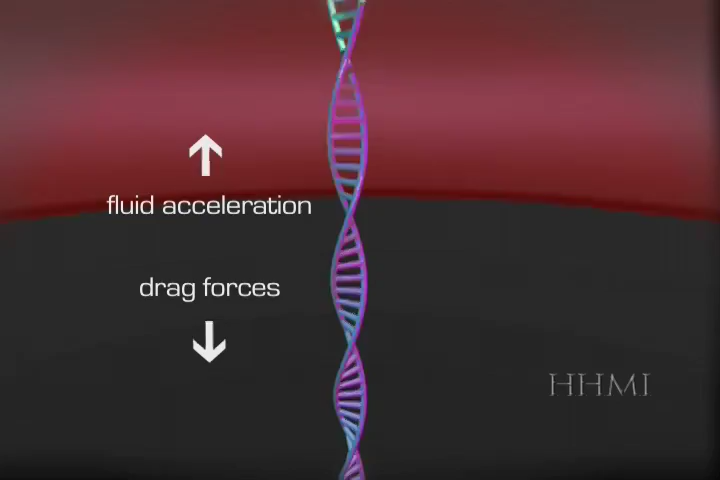 ↑
fluid acceleration
drag forces
↓
HHMI